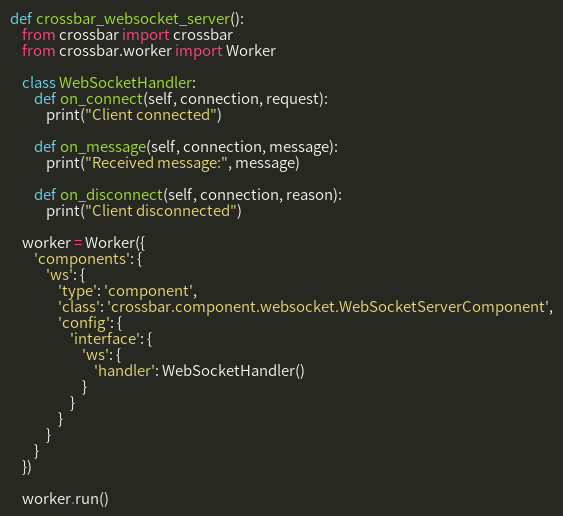 def crossbar_websocket_server():
    from crossbar import crossbar
    from crossbar.worker import Worker

    class WebSocketHandler:
        def on_connect(self, connection, request):
            print("Client connected")

        def on_message(self, connection, message):
            print("Received message:", message)

        def on_disconnect(self, connection, reason):
            print("Client disconnected")

    worker = Worker({
        'components': {
            'ws': {
                'type': 'component',
                'class': 'crossbar.component.websocket.WebSocketServerComponent',
                'config': {
                    'interface': {
                        'ws': {
                            'handler': WebSocketHandler()
                        }
                    }
                }
            }
        }
    })

    worker.run()